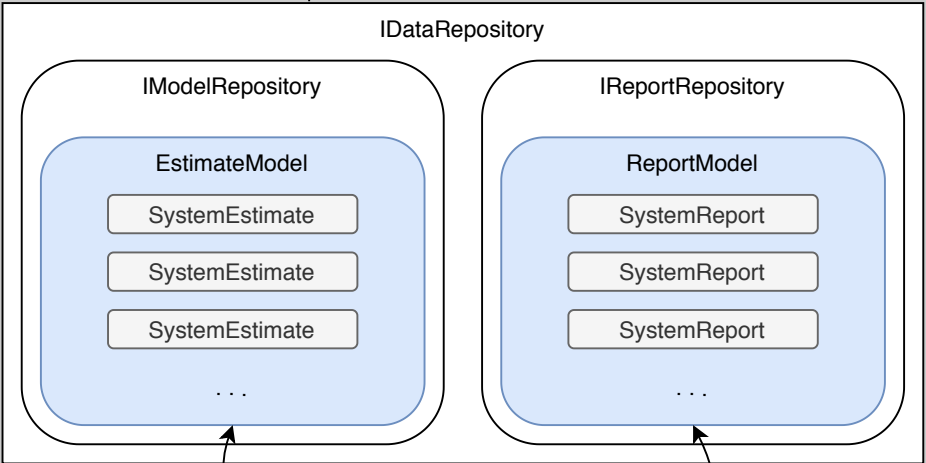 IDataRepository
IModelRepository
EstimateModel
SystemEstimate
SystemEstimate
SystemEstimate
. . .
IReportRepository
ReportModel
SystemReport
SystemReport
SystemReport
. . .